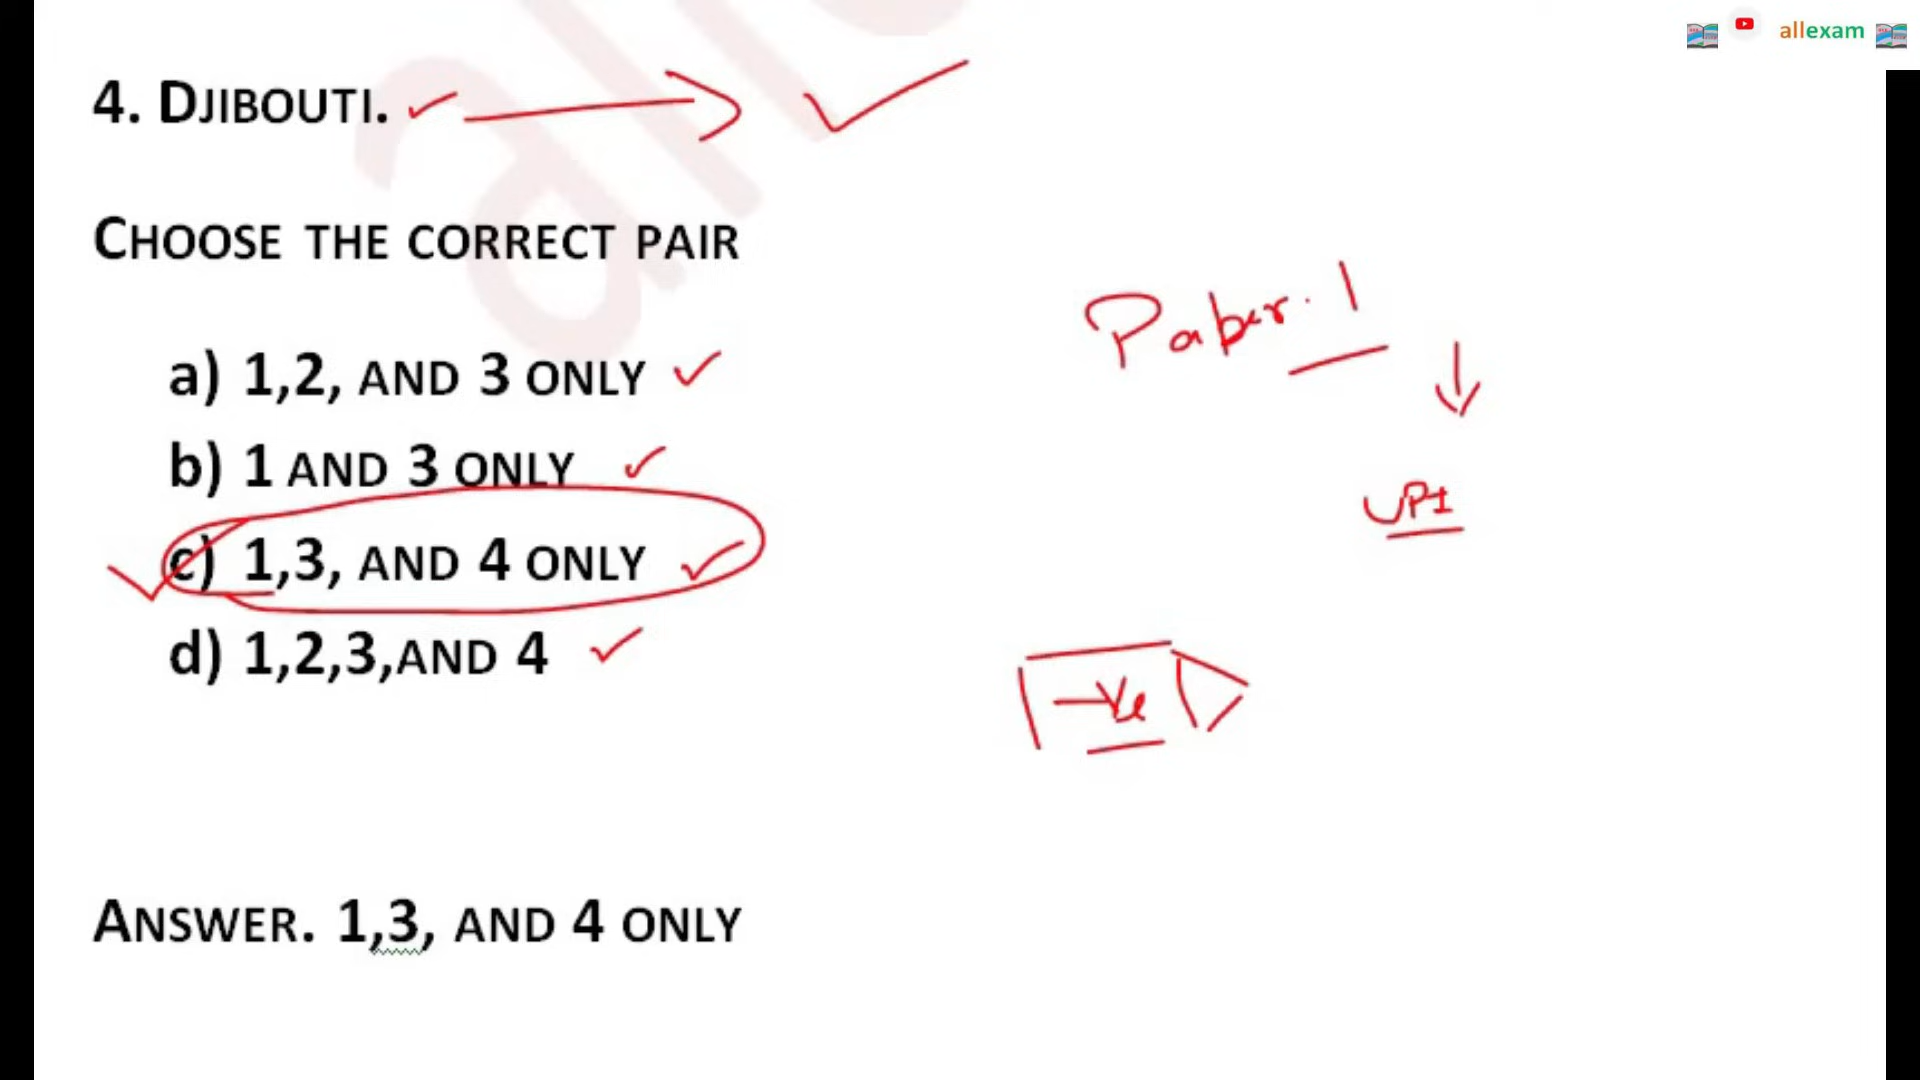 allexam
4. DJIBOUTI.
CHOOSE THE CORRECT PAIR
a) 1,2, AND 3 ONLY
b) 1 AND 3 ONLY
c) 1,3, AND 4 ONLY
d) 1,2,3,AND 4
Paper. 1
UPI
-Ve
ANSWER. 1,3, AND 4 ONLY